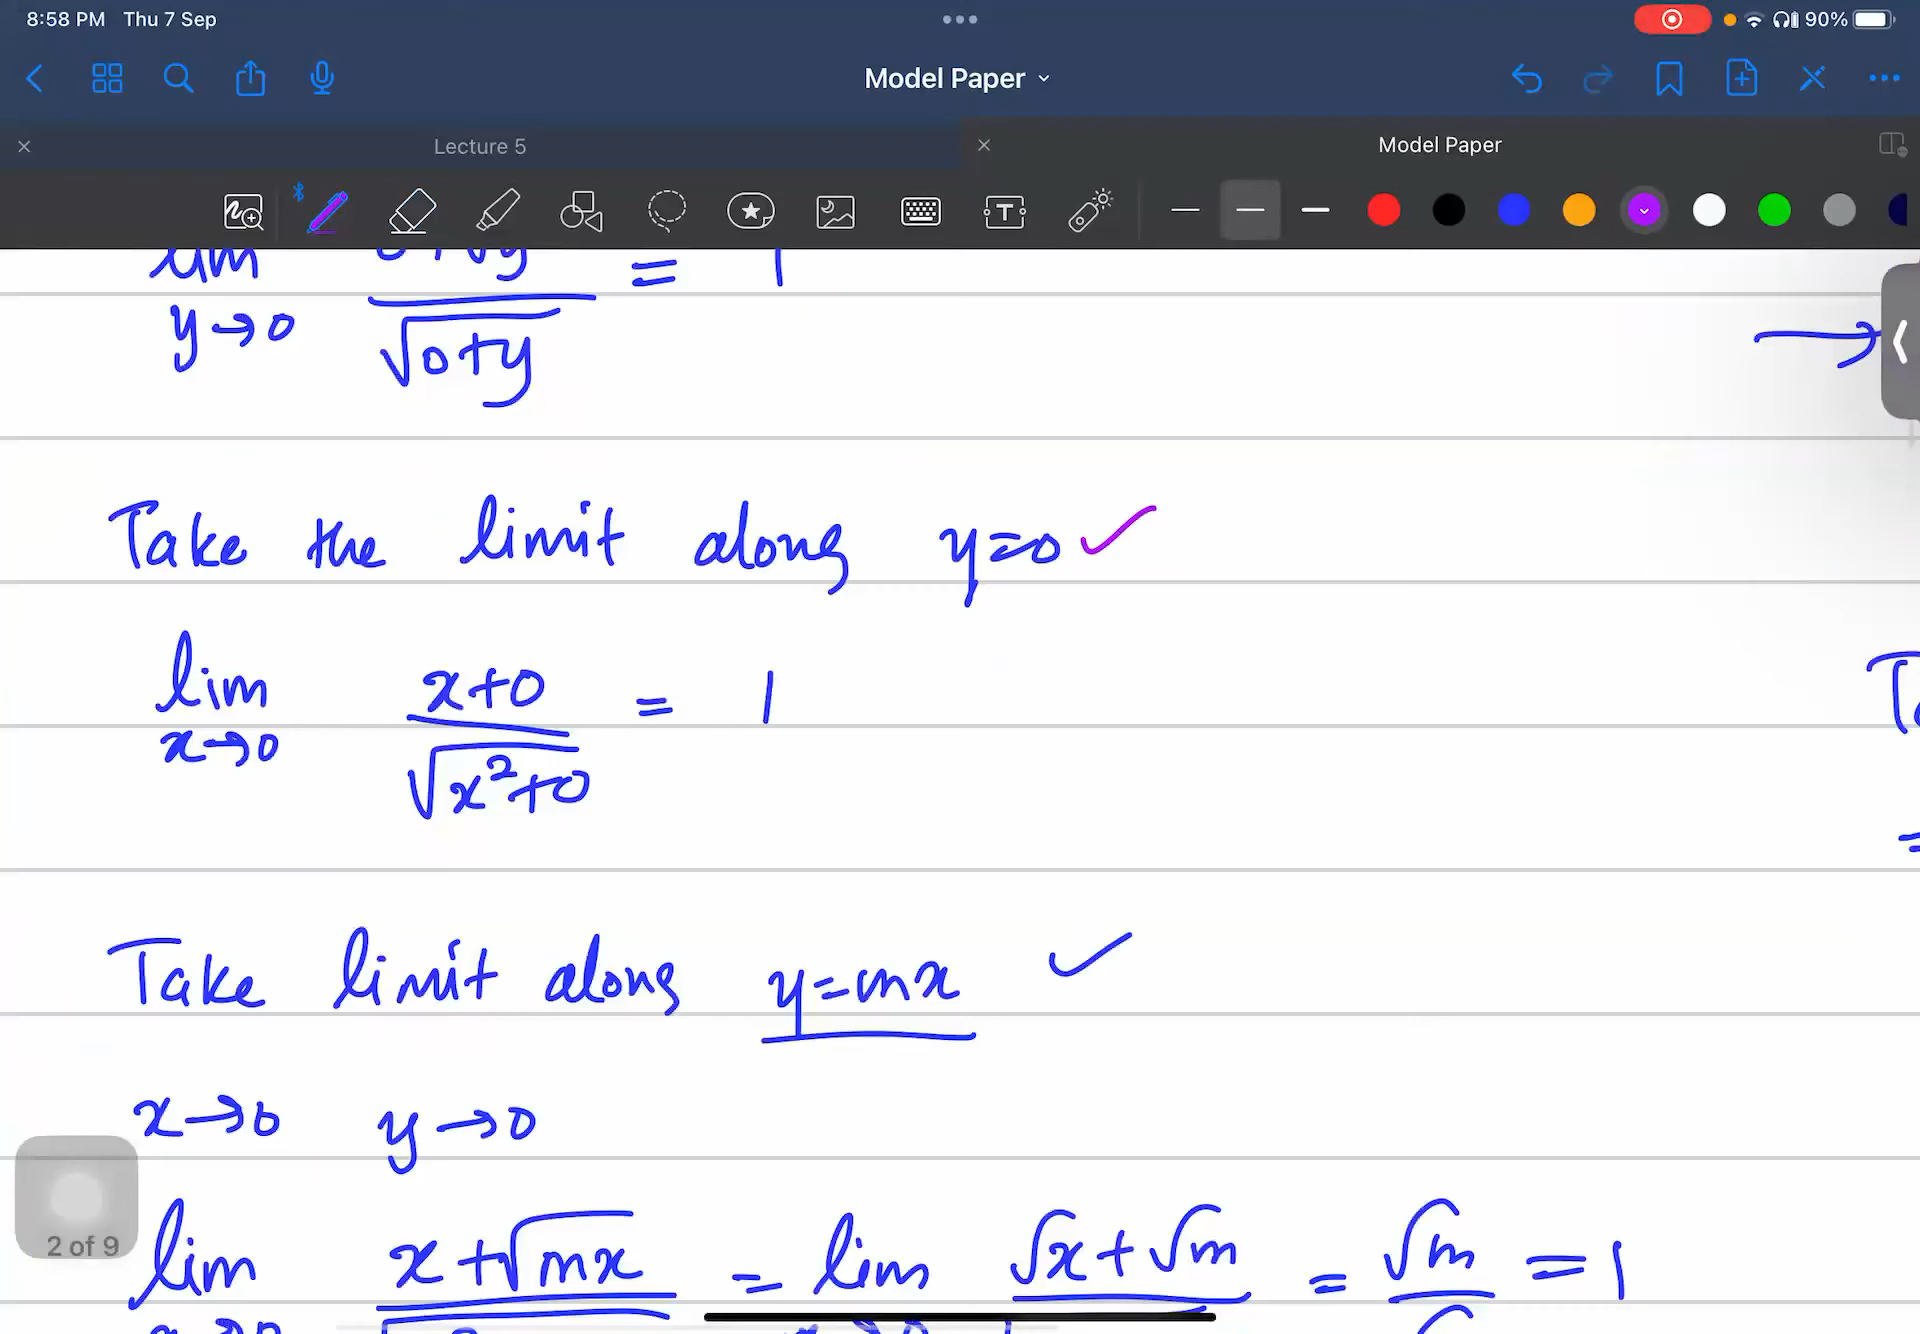 8:58 PM Thu 7 Sep
90%
Model Paper
Lecture 5
Model Paper
T
lim 0+√y = 1
y→0 √0+y
Take the limit along y=0 ✓
lim x+0 = 1
x→0 √x²+0
Take limit along y=mx ✓
x→0 y→0
2 of 9
lim x+√mx = lim √x+√m = √m = 1